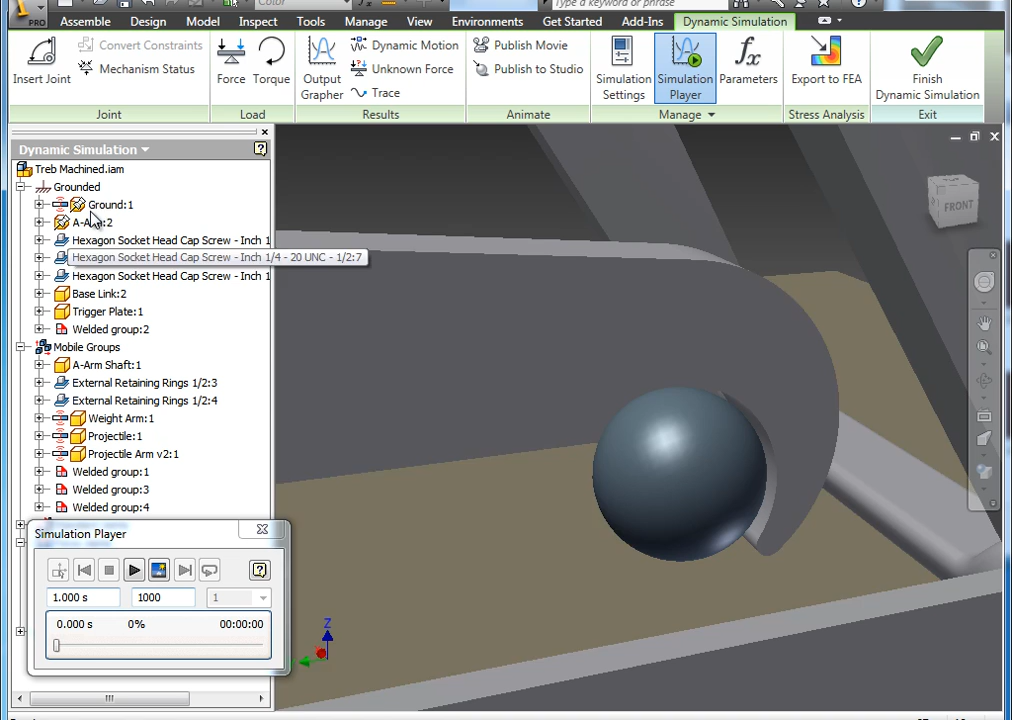 PRO
Color
Type a keyword or phrase
Assemble Design Model Inspect Tools Manage View Environments Get Started Add-Ins Dynamic Simulation
Insert Joint
Convert Constraints
Mechanism Status
Force Torque
Output Grapher
Dynamic Motion
Unknown Force
Trace
Publish Movie
Publish to Studio
Simulation Settings
Simulation Player
Parameters
Export to FEA
Finish Dynamic Simulation
Joint Load Results Animate Manage Stress Analysis Exit
Dynamic Simulation
Treb Machined.iam
Grounded
Ground:1
Hexagon Socket Head Cap Screw - Inch 1
Hexagon Socket Head Cap Screw - Inch 1/4 - 20 UNC - 1/2:7
Hexagon Socket Head Cap Screw - Inch 1
Base Link:2
Trigger Plate:1
Welded group:2
Mobile Groups
A-Arm Shaft:1
External Retaining Rings 1/2:3
External Retaining Rings 1/2:4
Weight Arm:1
Projectile:1
Projectile Arm v2:1
Welded group:1
Welded group:3
Welded group:4
Simulation Player
1.000 s 1000 1
0.000 s 0% 00:00:00
FRONT
Z